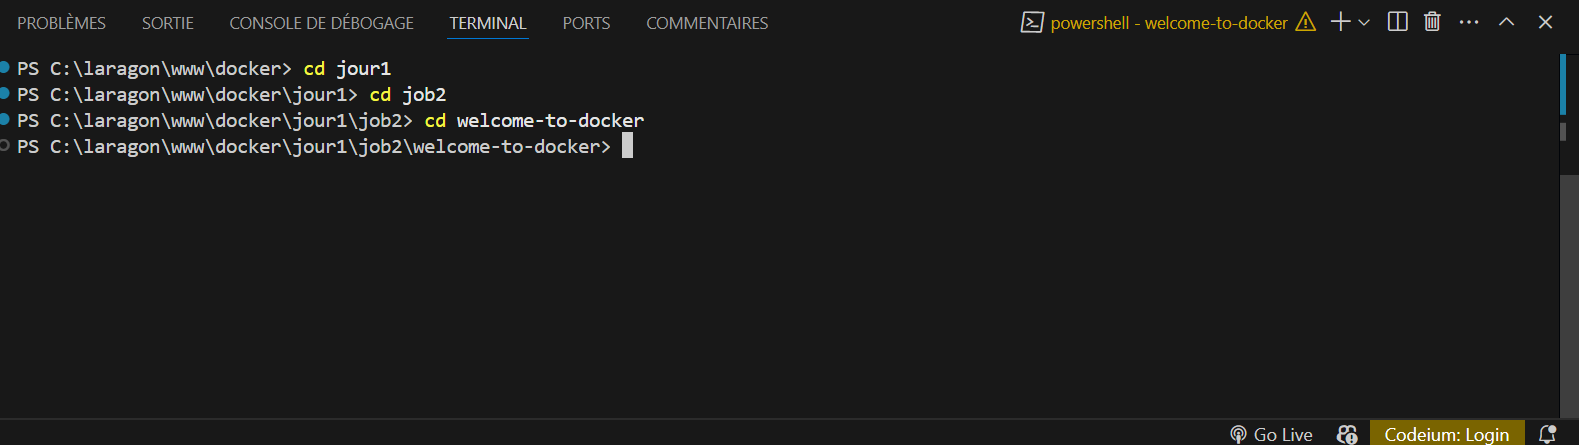 PROBLÈMES SORTIE CONSOLE DE DÉBOGAGE TERMINAL PORTS COMMENTAIRES powershell - welcome-to-docker
PS C:\laragon\www\docker> cd jour1
PS C:\laragon\www\docker\jour1> cd job2
PS C:\laragon\www\docker\jour1\job2> cd welcome-to-docker
PS C:\laragon\www\docker\jour1\job2\welcome-to-docker>
Go Live Codeium: Login